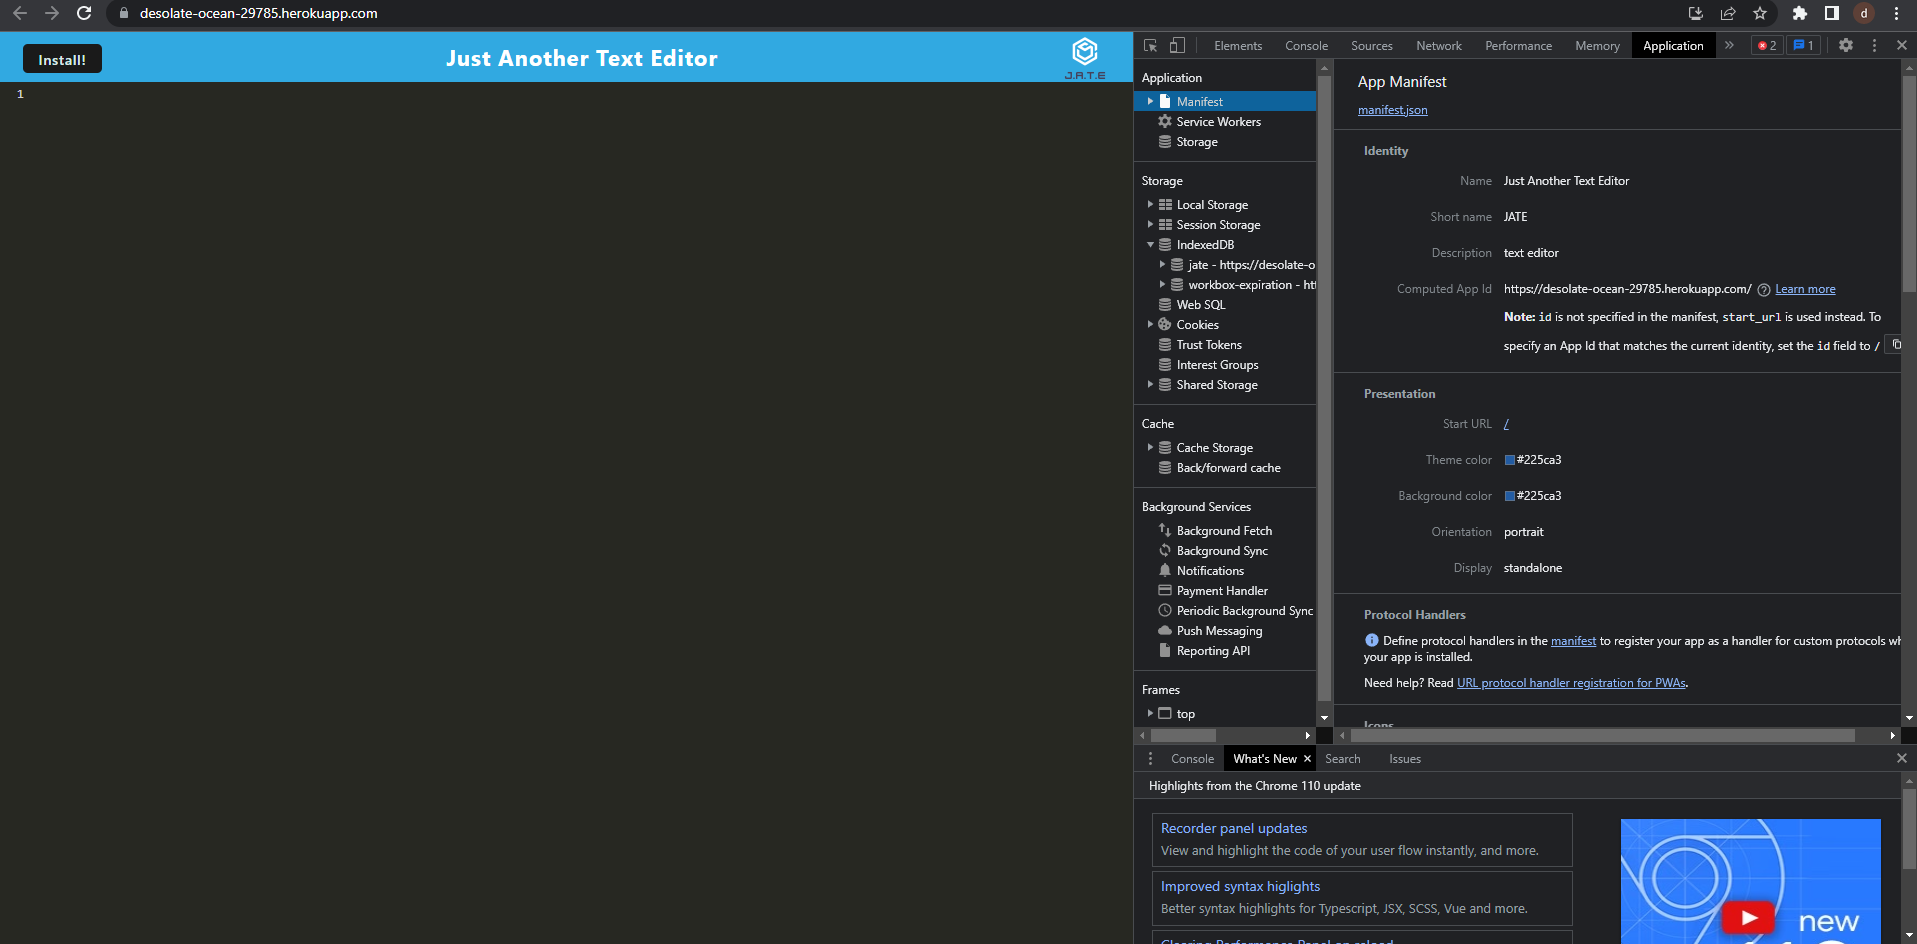 desolate-ocean-29785.herokuapp.com
d
Install!
Just Another Text Editor
J.A.T.E
1
Elements Console Sources Network Performance Memory Application » 2 1
Application
Manifest
Service Workers
Storage
Storage
Local Storage
Session Storage
IndexedDB
jate - https://desolate-o
workbox-expiration - htt
Web SQL
Cookies
Trust Tokens
Interest Groups
Shared Storage
Cache
Cache Storage
Back/forward cache
Background Services
Background Fetch
Background Sync
Notifications
Payment Handler
Periodic Background Sync
Push Messaging
Reporting API
Frames
top
App Manifest
manifest.json
Identity
Name Just Another Text Editor
Short name JATE
Description text editor
Computed App Id https://desolate-ocean-29785.herokuapp.com/ Learn more
Note: id is not specified in the manifest, start_url is used instead. To
specify an App Id that matches the current identity, set the id field to /
Presentation
Start URL /
Theme color #225ca3
Background color #225ca3
Orientation portrait
Display standalone
Protocol Handlers
Define protocol handlers in the manifest to register your app as a handler for custom protocols wh
your app is installed.
Need help? Read URL protocol handler registration for PWAs.
Icons
Console What's New × Search Issues
Highlights from the Chrome 110 update
Recorder panel updates
View and highlight the code of your user flow instantly, and more.
Improved syntax higlights
Better syntax highlights for Typescript, JSX, SCSS, Vue and more.
Clearing Performance Panel on reload
new